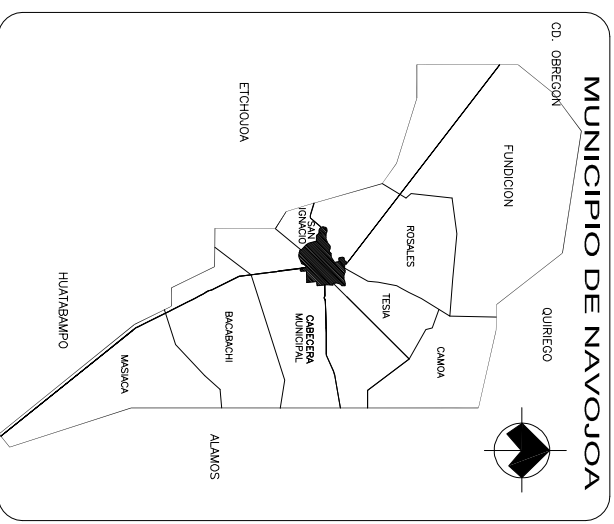 MUNICIPIO DE NAVOJOA
CD. OBREGON
QUIRIEGO
FUNDICION
ETCHOJOA
ROSALES
CAMOA
TESIA
SAN
IGNACIO
CABECERA
MUNICIPAL
BACABACHI
HUATABAMPO
MASIACA
ALAMOS